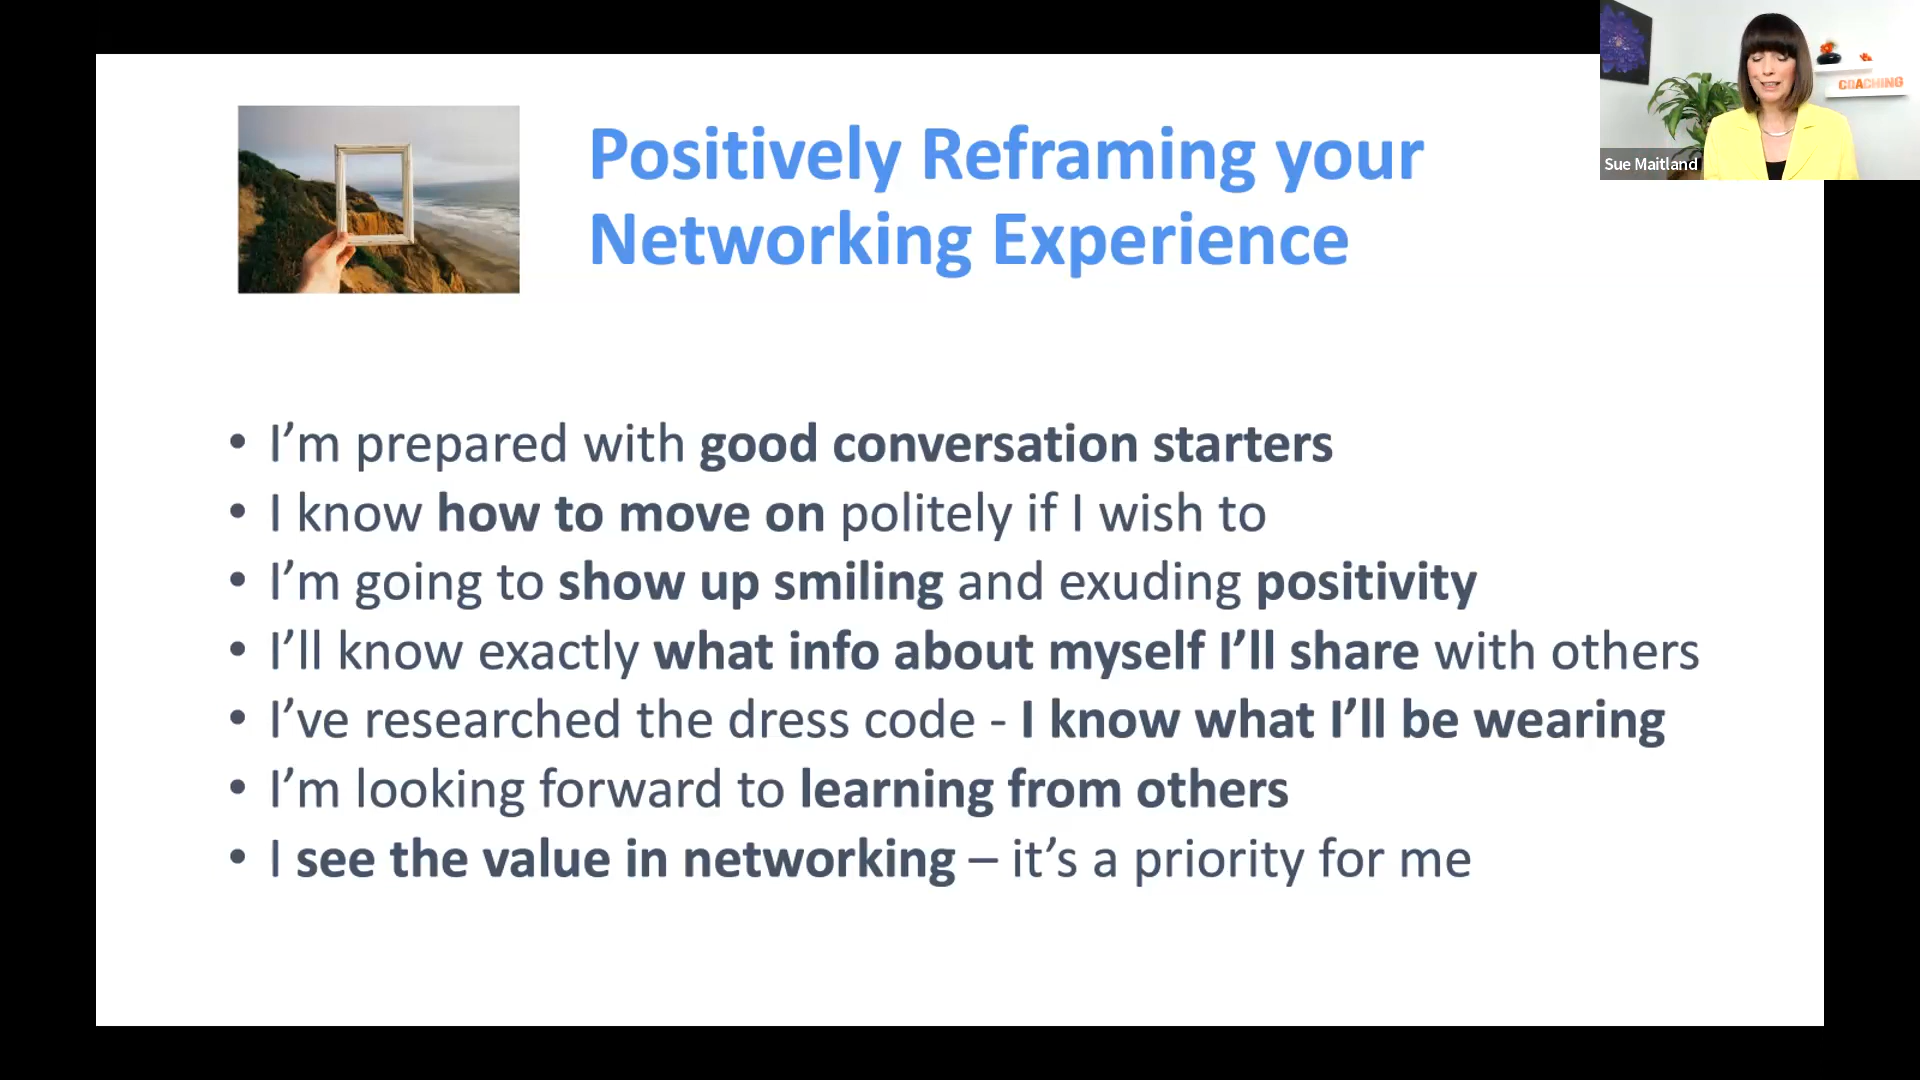 Positively Reframing your
Networking Experience
COACHING
Sue Maitland
• I’m prepared with good conversation starters
• I know how to move on politely if I wish to
• I’m going to show up smiling and exuding positivity
• I’ll know exactly what info about myself I’ll share with others
• I’ve researched the dress code - I know what I’ll be wearing
• I’m looking forward to learning from others
• I see the value in networking – it’s a priority for me